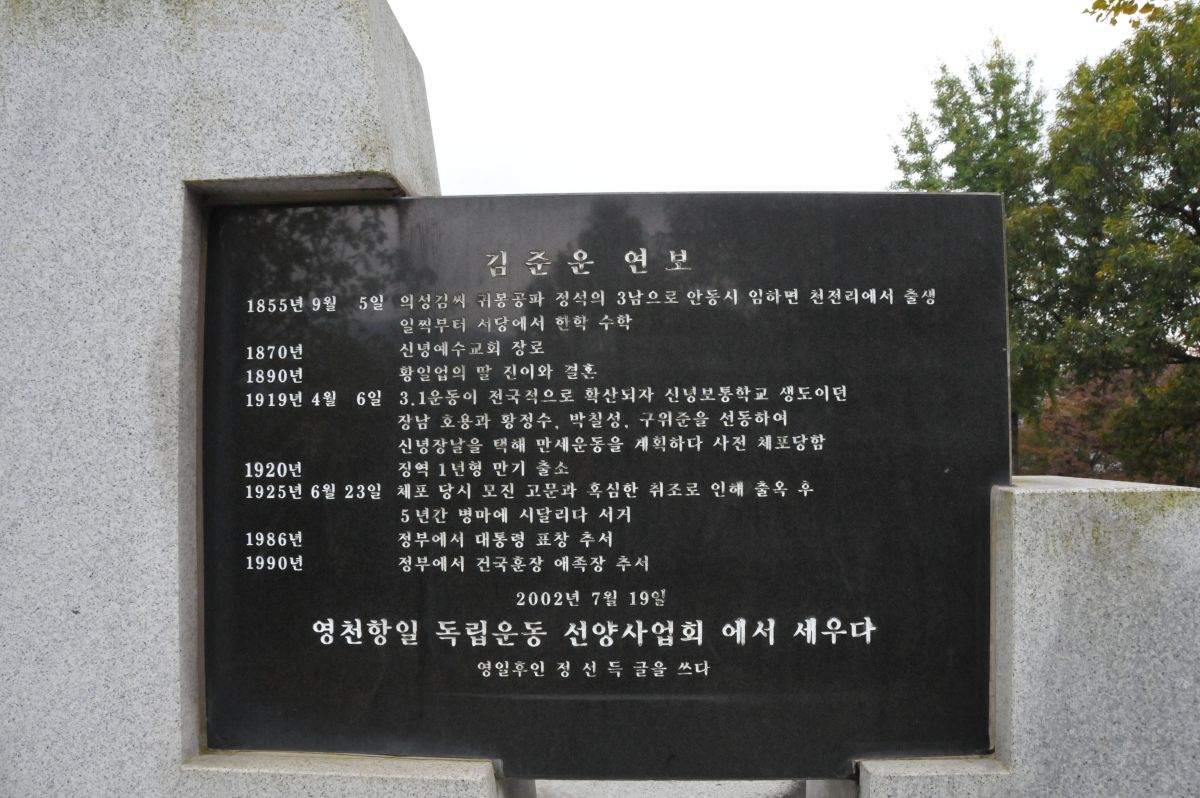 김준운 연보
1855년 9월 5일 의성김씨 귀봉공파 정석의 3남으로 안동시 임하면 천전리에서 출생
일찍부터 서당에서 한학 수학
1870년 신녕예수교회 장로
1890년 황일업의 딸 진이와 결혼
1919년 4월 6일 3.1운동이 전국적으로 확산되자 신녕보통학교 생도이던
장남 호용과 황정수, 박칠성, 구위준을 선동하여
신녕장날을 택해 만세운동을 계획하다 사전 체포당함
1920년 징역 1년형 만기 출소
1925년 6월 23일 체포 당시 모진 고문과 혹심한 취조로 인해 출옥 후
5년간 병마에 시달리다 서거
1986년 정부에서 대통령 표창 추서
1990년 정부에서 건국훈장 애족장 추서
2002년 7월 19일
영천항일 독립운동 선양사업회 에서 세우다
영일후인 정 선 득 글을 쓰다